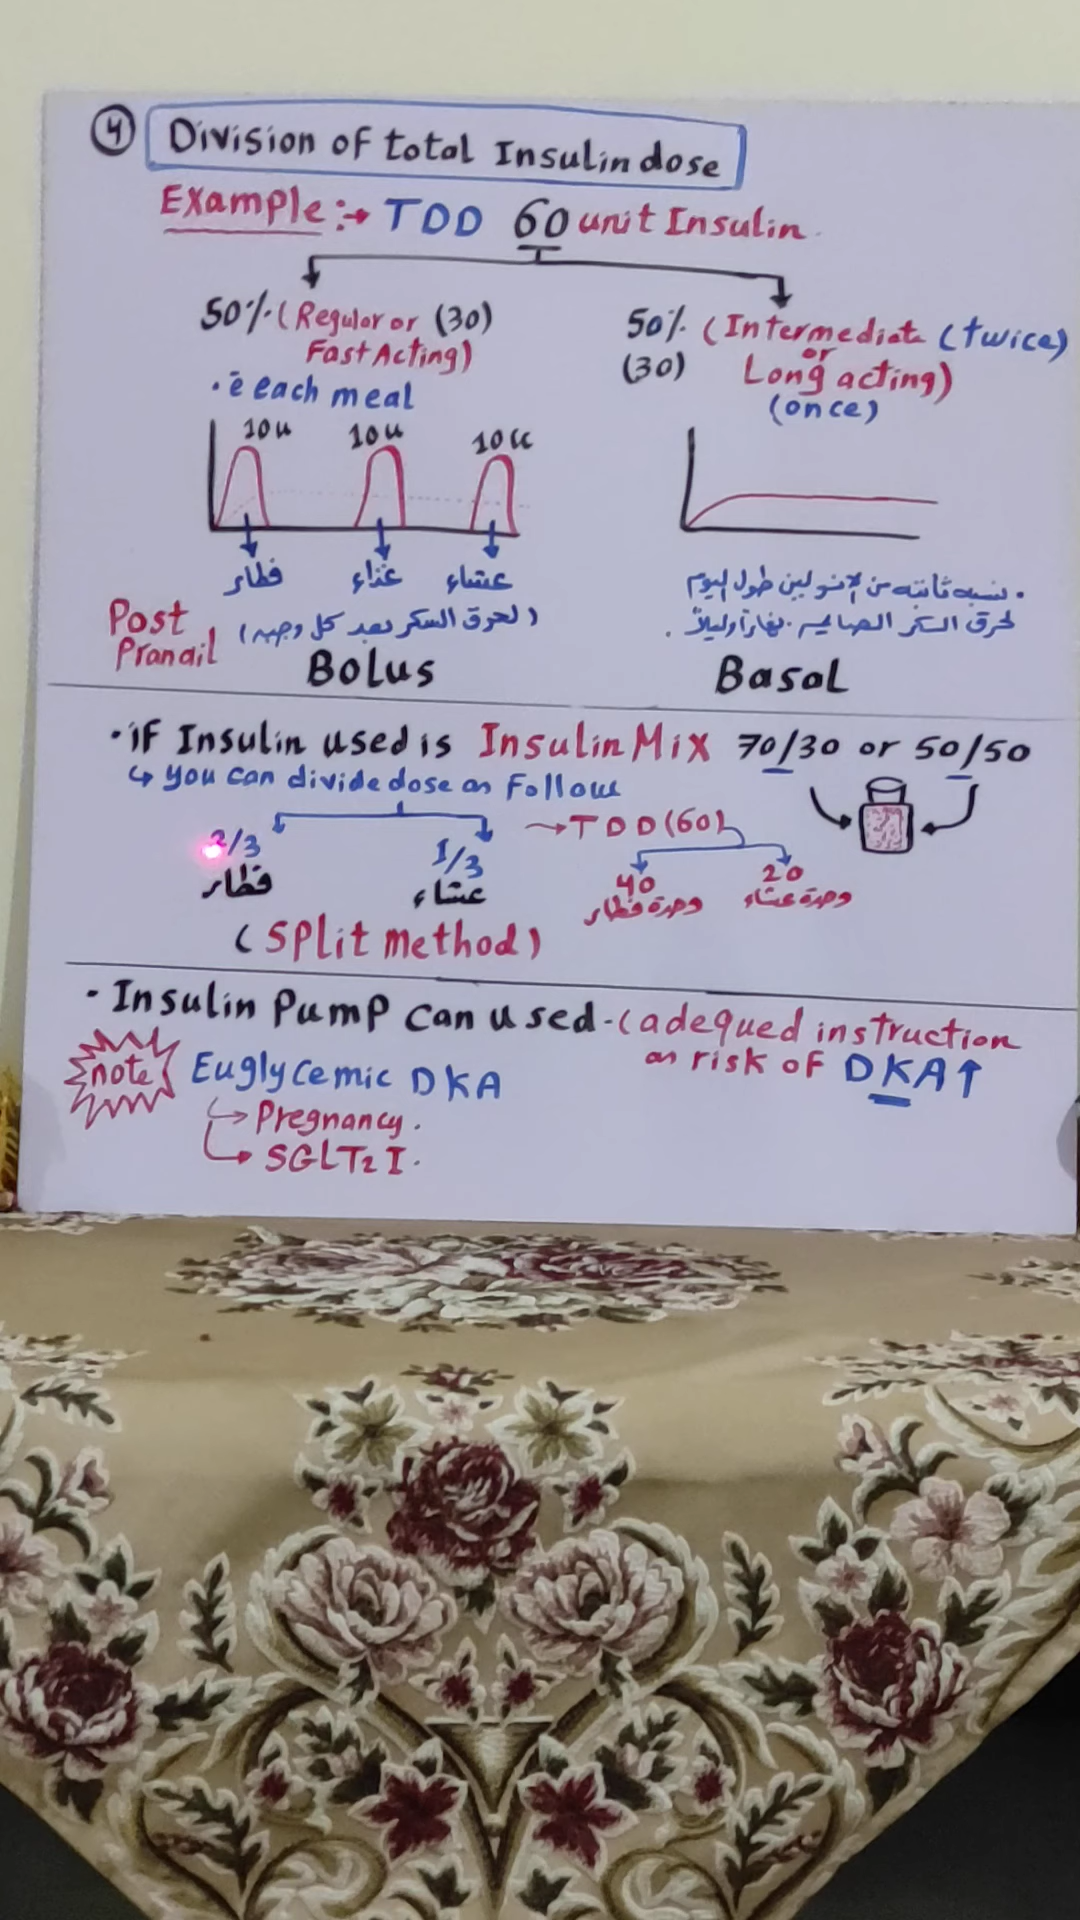 4 Division of total Insulin dose
Example:→ TDD 60 unit Insulin
50% (Regular or (30)
Fast Acting)
• ē each meal
10u 10u 10u
فطار غذاء عشاء
Post Pranail
(لحرق السكر بعد كل وجبه)
Bolus
50% (Intermediate (twice)
(30) or
Long acting)
(once)
• نسبه ثابته من الانسولين طول اليوم
لحرق السكر الصايم نهاراً وليلاً.
Basal
• if Insulin used is Insulin Mix 70/30 or 50/50
↳ you can divide dose as Follow
2/3 1/3
فطار عشاء
→ TDD (60)
40 20
وحدة فطار وحدة عشاء
(Split method)
• Insulin Pump can used - (adequed instruction
as risk of DKA↑
note Euglycemic DKA
→ Pregnancy.
→ SGLT2 I.